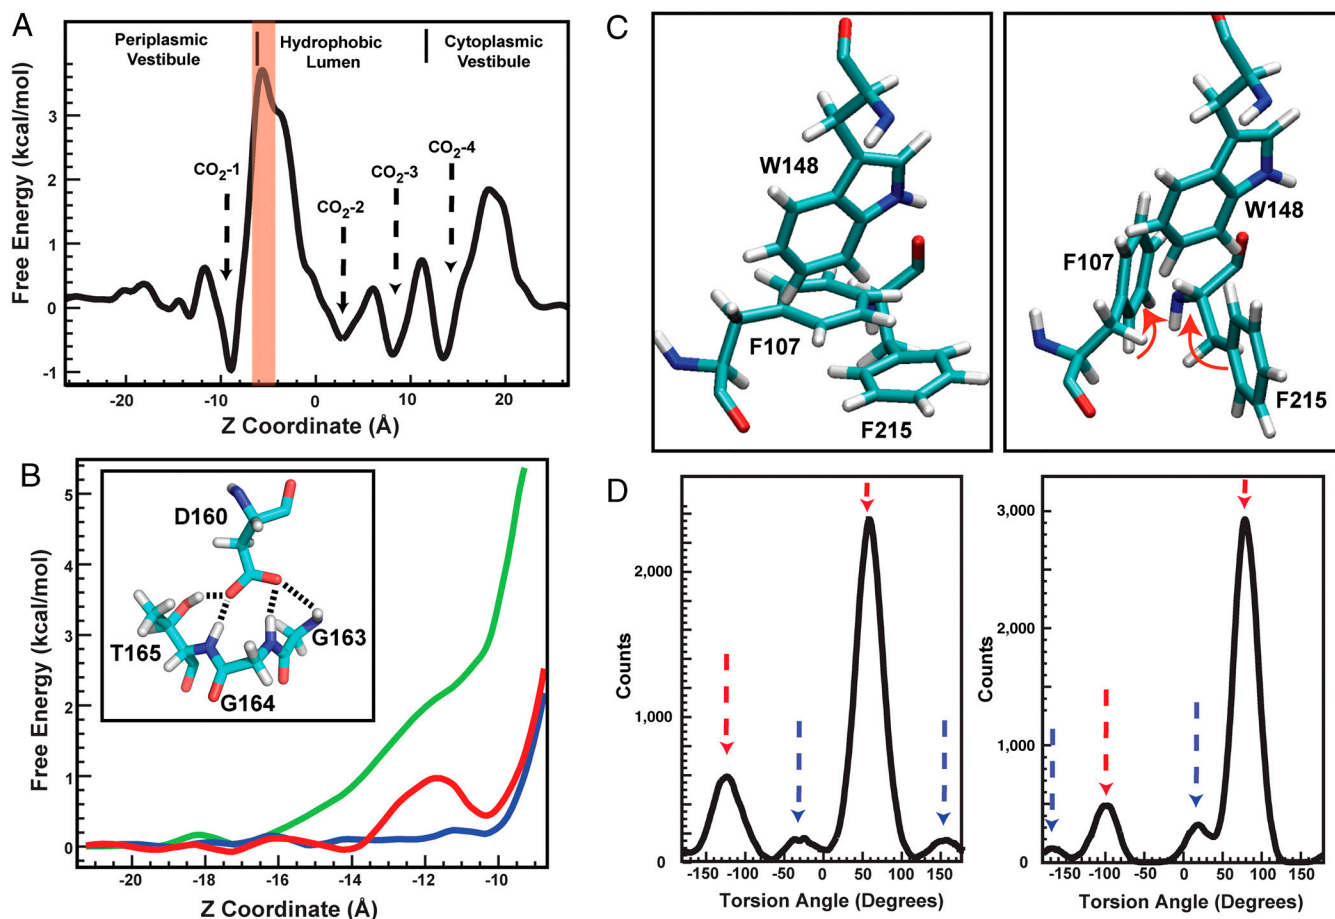 A
Periplasmic
Vestibule
Hydrophobic
Lumen
Cytoplasmic
Vestibule
Free Energy (kcal/mol)
3
2
1
0
-1
CO2-1
CO2-2
CO2-3
CO2-4
-20
-10
0
10
20
Z Coordinate (Å)
B
Free Energy (kcal/mol)
5
4
3
2
1
0
D160
T165
G163
G164
-20
-18
-16
-14
-12
-10
Z Coordinate (Å)
C
W148
F107
F215
W148
F107
F215
D
Counts
2,000
1,000
0
-150
-100
-50
0
50
100
150
Torsion Angle (Degrees)
Counts
3,000
2,000
1,000
0
-150
-100
-50
0
50
100
150
Torsion Angle (Degrees)